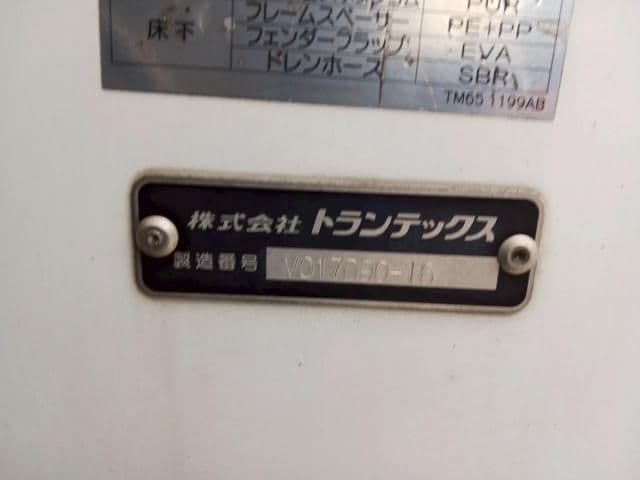 PUR
床下 フレームスペーサー PE+PP
フェンダーフラップ EVA
ドレンホース SBR
TM65 1199AB
株式会社 トランテックス
製造番号